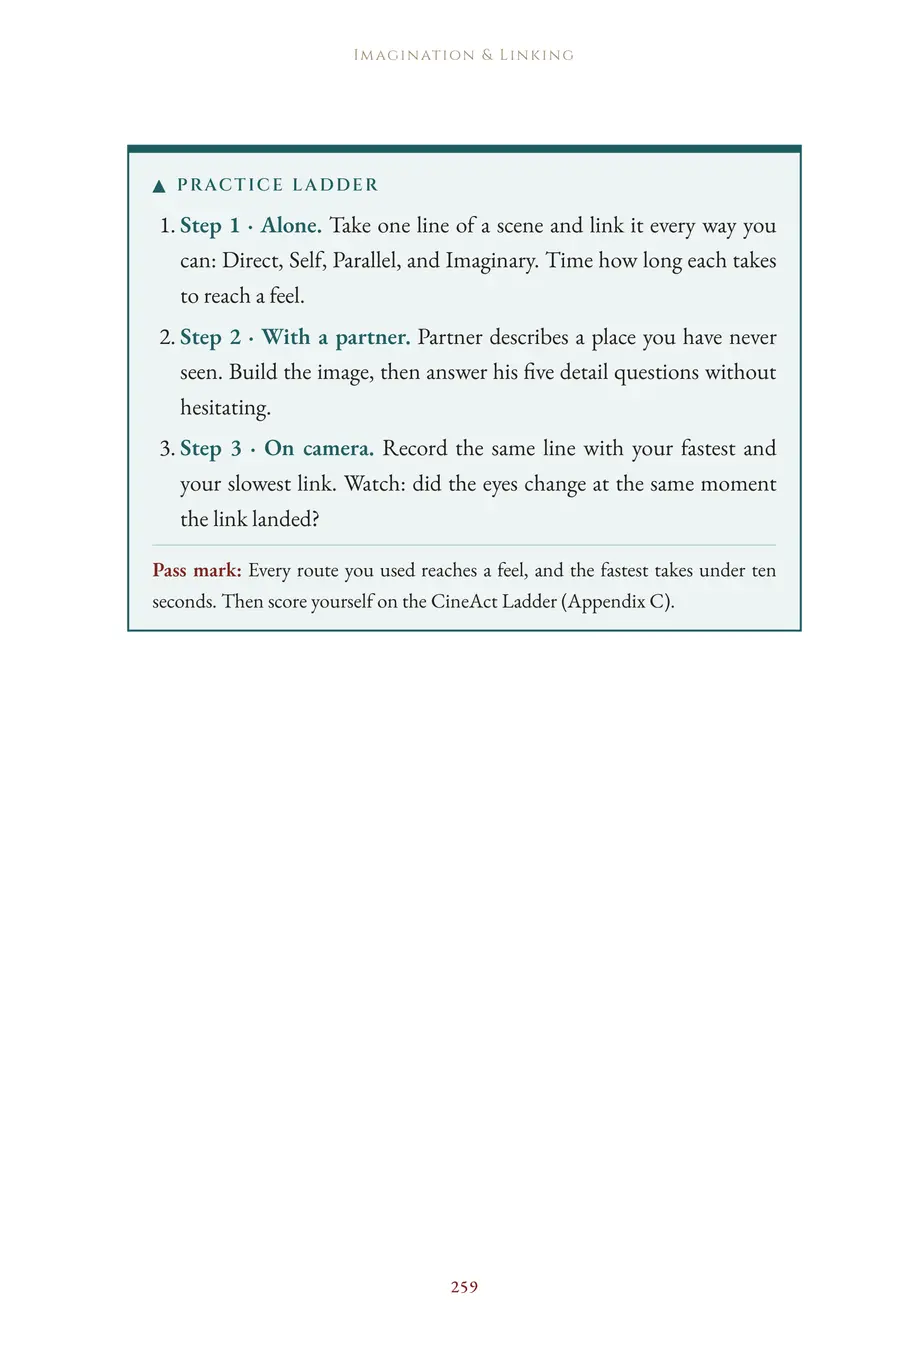 Imagination & Linking
▲ PRACTICE LADDER
1. Step 1 · Alone. Take one line of a scene and link it every way you
can: Direct, Self, Parallel, and Imaginary. Time how long each takes
to reach a feel.
2. Step 2 · With a partner. Partner describes a place you have never
seen. Build the image, then answer his five detail questions without
hesitating.
3. Step 3 · On camera. Record the same line with your fastest and
your slowest link. Watch: did the eyes change at the same moment
the link landed?
Pass mark: Every route you used reaches a feel, and the fastest takes under ten
seconds. Then score yourself on the CineAct Ladder (Appendix C).
259